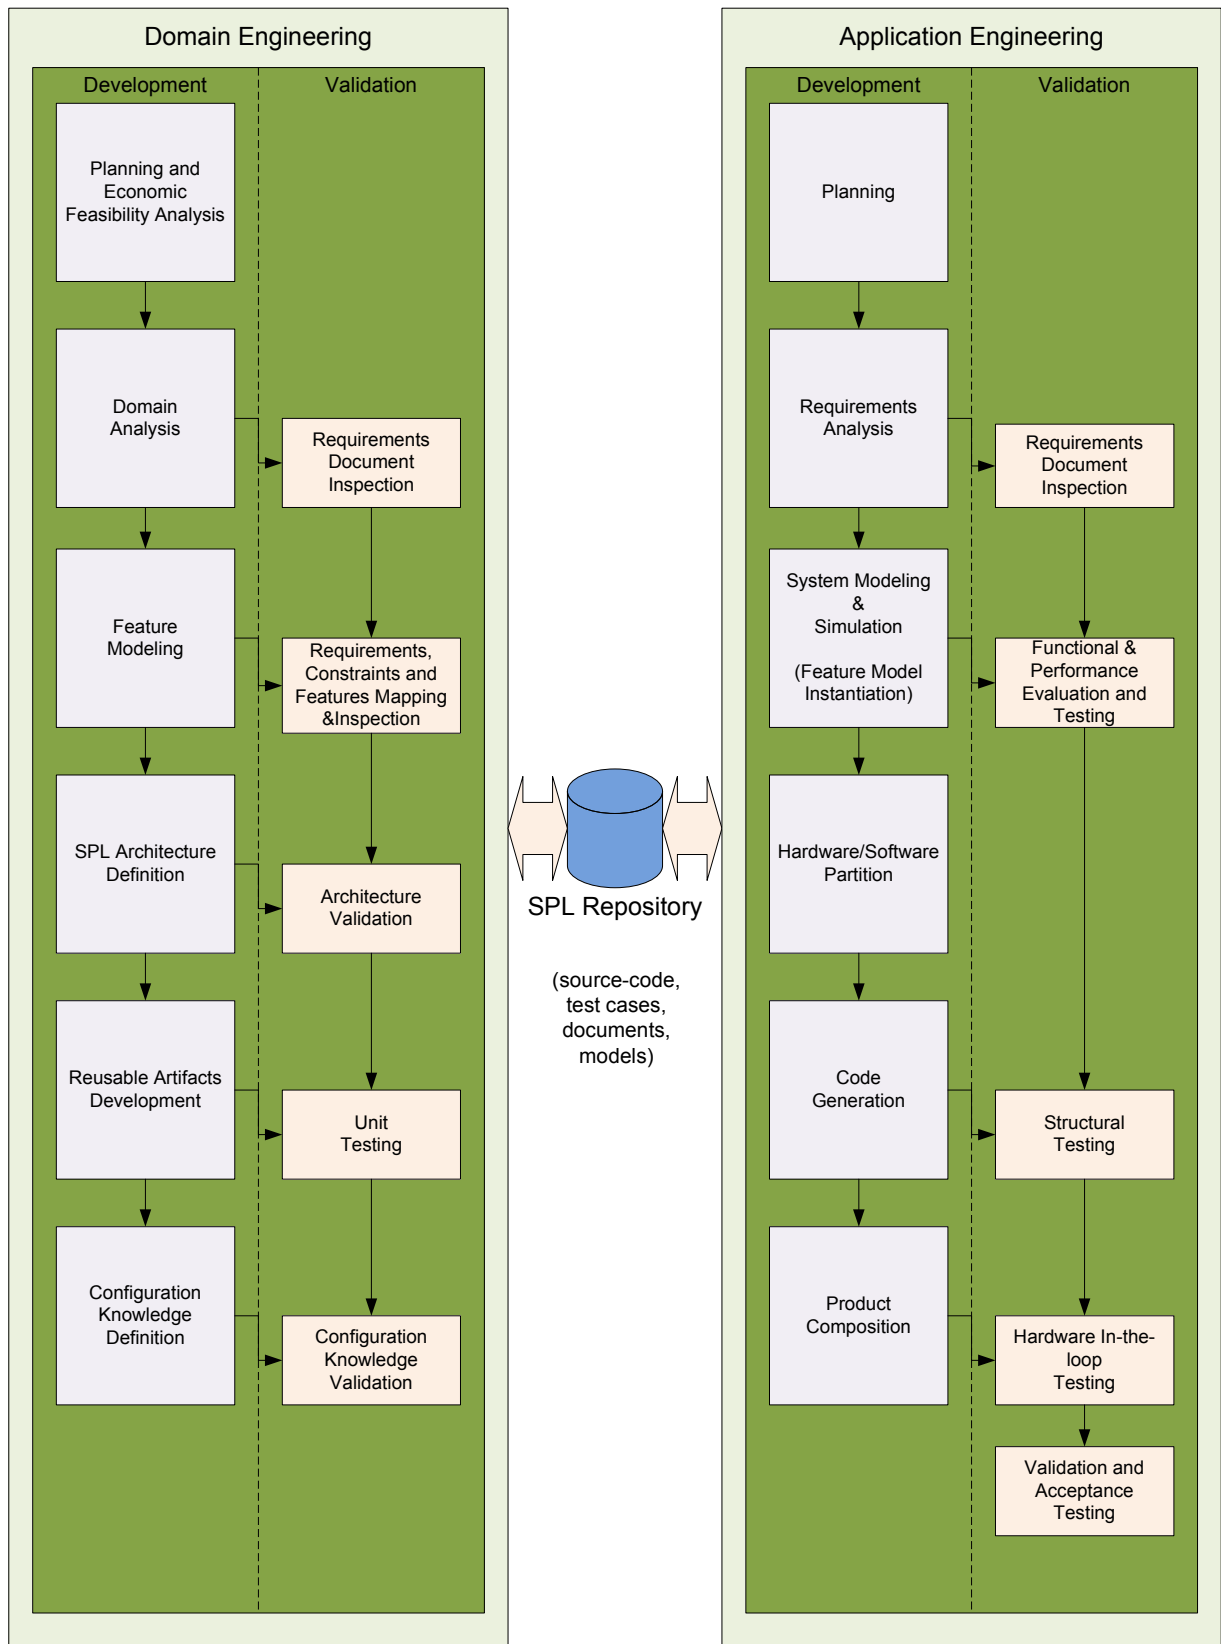 Domain Engineering
Development
Validation
Planning and
Economic
Feasibility Analysis
Domain
Analysis
Requirements
Document
Inspection
Feature
Modeling
Requirements,
Constraints and
Features Mapping
&Inspection
SPL Architecture
Definition
Architecture
Validation
Reusable Artifacts
Development
Unit
Testing
Configuration
Knowledge
Definition
Configuration
Knowledge
Validation
SPL Repository
(source-code,
test cases,
documents,
models)
Application Engineering
Development
Validation
Planning
Requirements
Analysis
Requirements
Document
Inspection
System Modeling
&
Simulation
(Feature Model
Instantiation)
Functional &
Performance
Evaluation and
Testing
Hardware/Software
Partition
Code
Generation
Structural
Testing
Product
Composition
Hardware In-the-
loop
Testing
Validation and
Acceptance
Testing